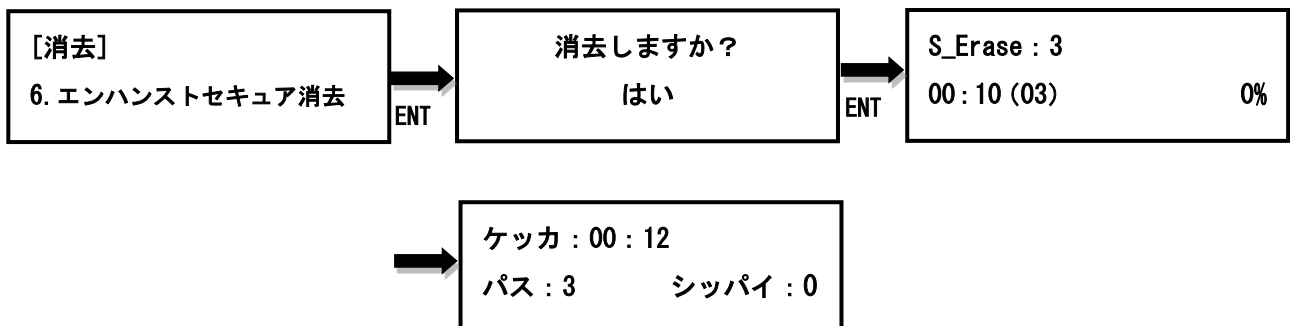 [消去]
6.エンハンストセキュア消去
ENT
消去しますか？
はい
ENT
S_Erase：3
00：10(03) 0%
ケッカ：00：12
パス：3 シッパイ：0